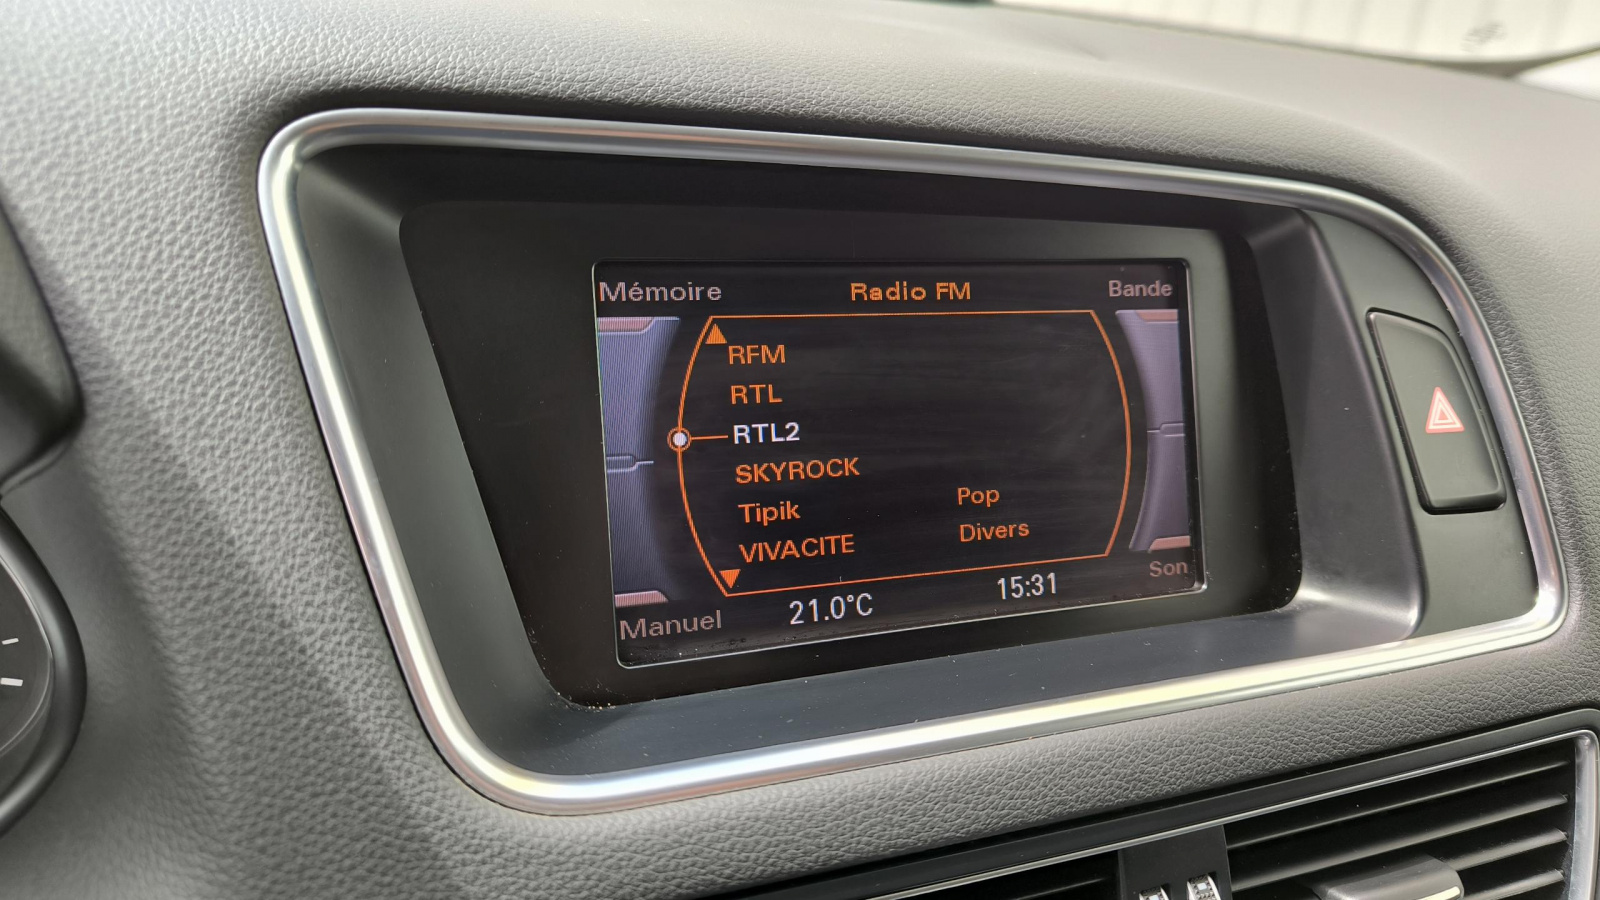 Mémoire Radio FM Bande
RFM
RTL
RTL2
SKYROCK
Tipik Pop
VIVACITE Divers
Manuel 21.0°C 15:31 Son